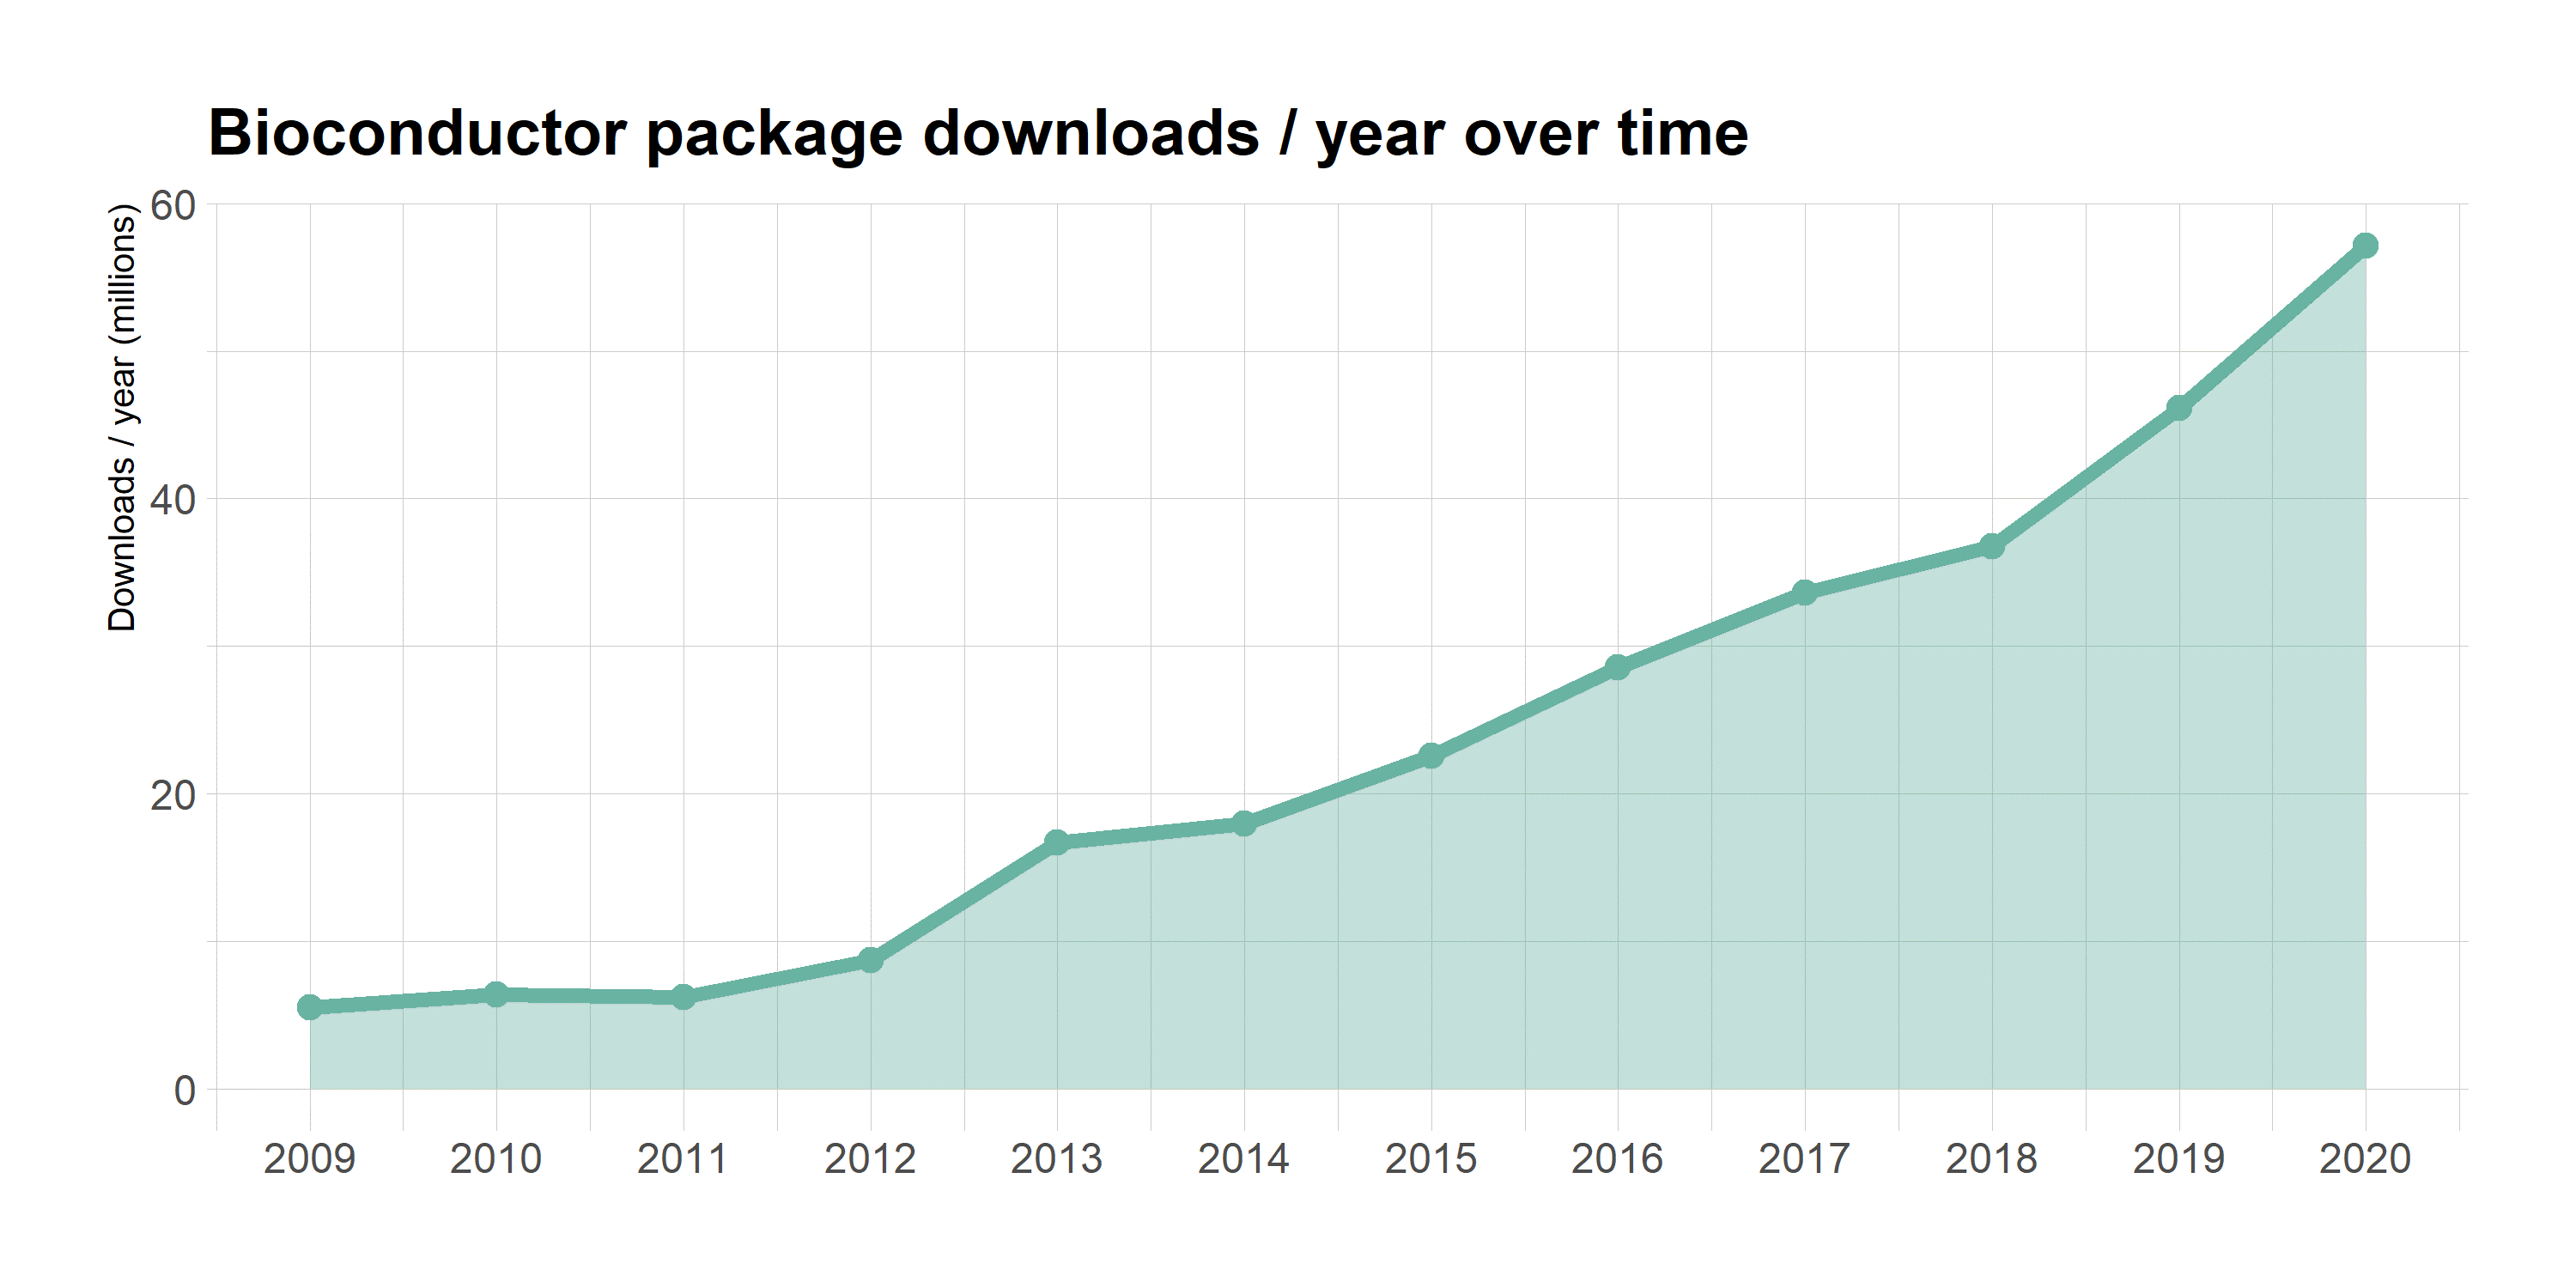 Bioconductor package downloads / year over time
Downloads / year (millions)
60
40
20
0
2009 2010 2011 2012 2013 2014 2015 2016 2017 2018 2019 2020